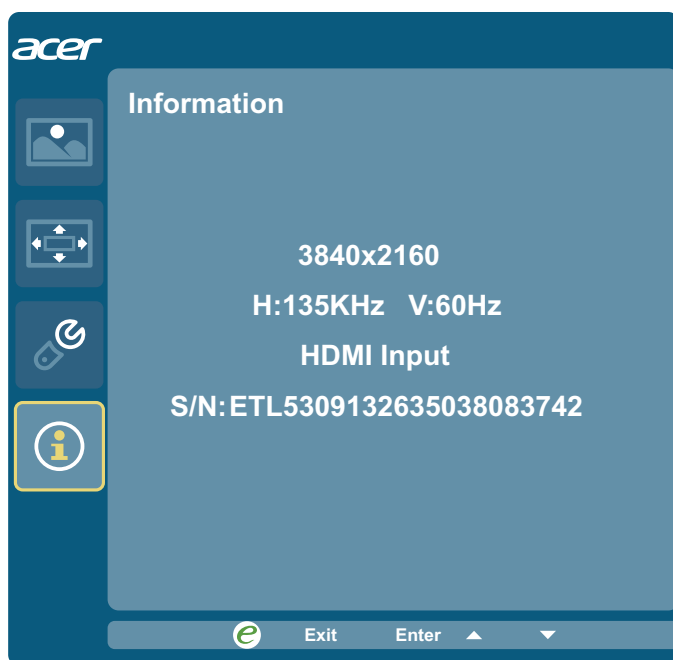 acer
Information
3840x2160
H:135KHz V:60Hz
HDMI Input
S/N:ETL5309132635038083742
e Exit Enter